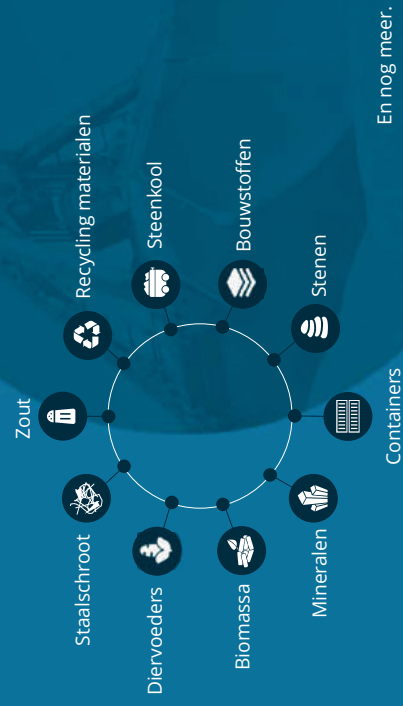 Zout
Recycling materialen
Steenkool
Bouwstoffen
Stenen
Containers
Mineralen
Biomassa
Diervoeders
Staalschroot
En nog meer.